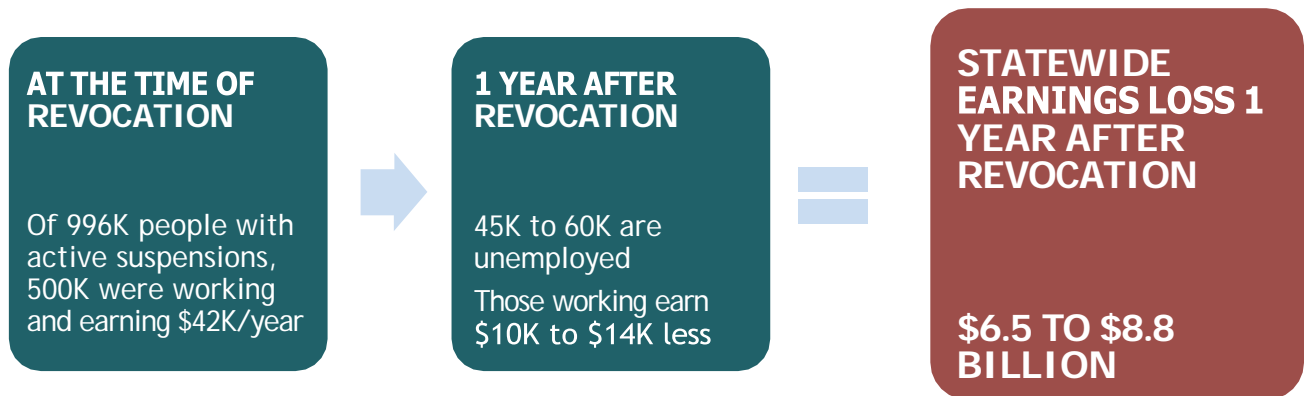 AT THE TIME OF
REVOCATION
Of 996K people with
active suspensions,
500K were working
and earning $42K/year
1 YEAR AFTER
REVOCATION
45K to 60K are
unemployed
Those working earn
$10K to $14K less
STATEWIDE
EARNINGS LOSS 1
YEAR AFTER
REVOCATION
$6.5 TO $8.8
BILLION